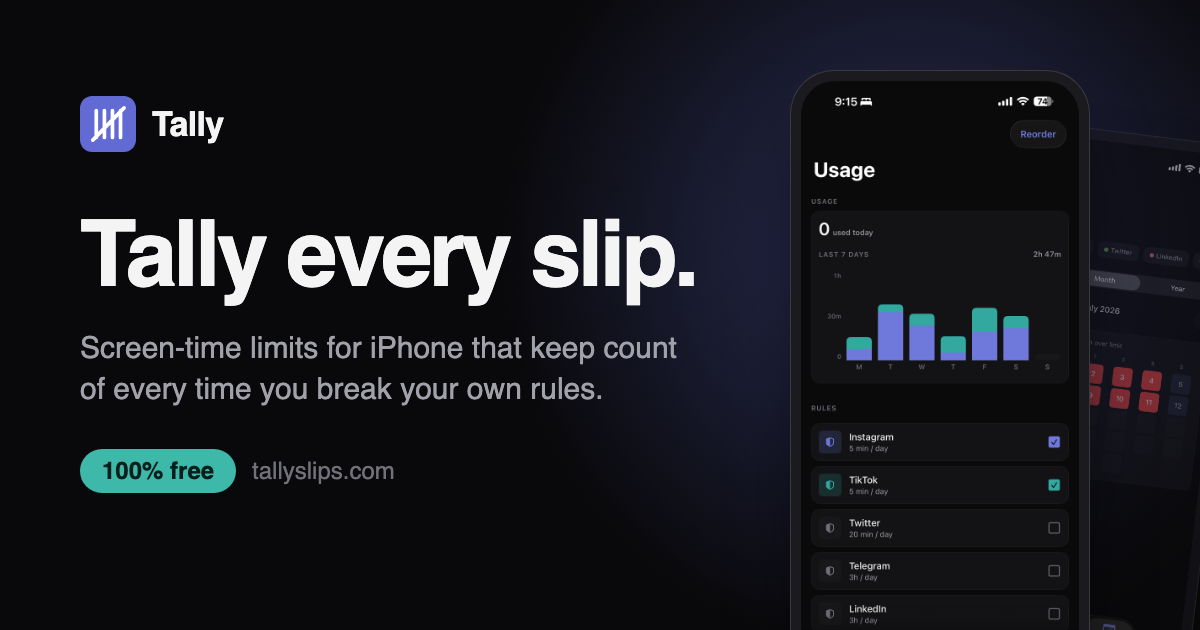 Tally
Tally every slip.
Screen-time limits for iPhone that keep count
of every time you break your own rules.
100% free
tallyslips.com
9:15
74
Reorder
Usage
USAGE
0 used today
LAST 7 DAYS
2h 47m
1h
30m
0
M T W T F S S
RULES
Instagram
5 min / day
TikTok
5 min / day
Twitter
20 min / day
Telegram
3h / day
LinkedIn
3h / day
Twitter
LinkedIn
Month
Year
2026
over limit
2 3 4 5
10 11 12